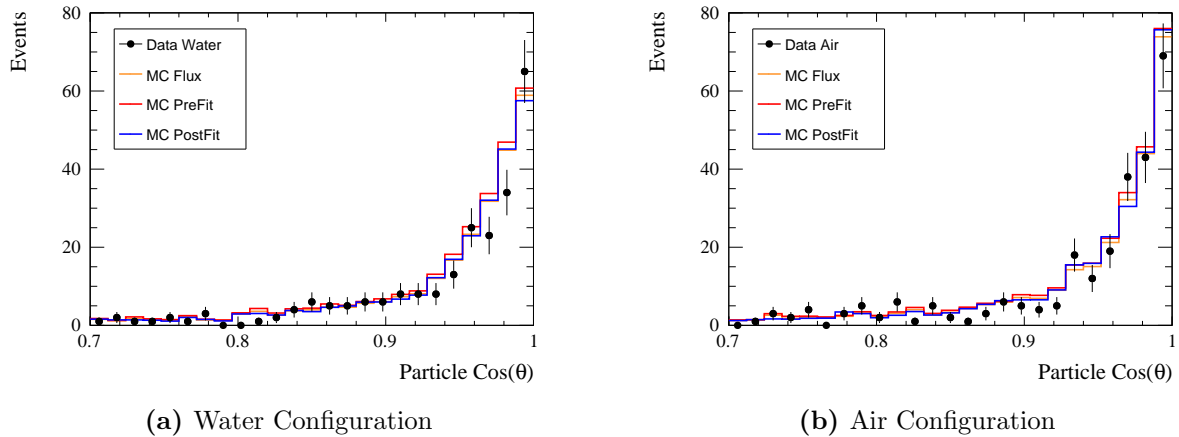 Events
80
60
40
20
0
Data Water
MC Flux
MC PreFit
MC PostFit
0.7 0.8 0.9 1
Particle Cos(θ)
(a) Water Configuration
Events
80
60
40
20
0
Data Air
MC Flux
MC PreFit
MC PostFit
0.7 0.8 0.9 1
Particle Cos(θ)
(b) Air Configuration